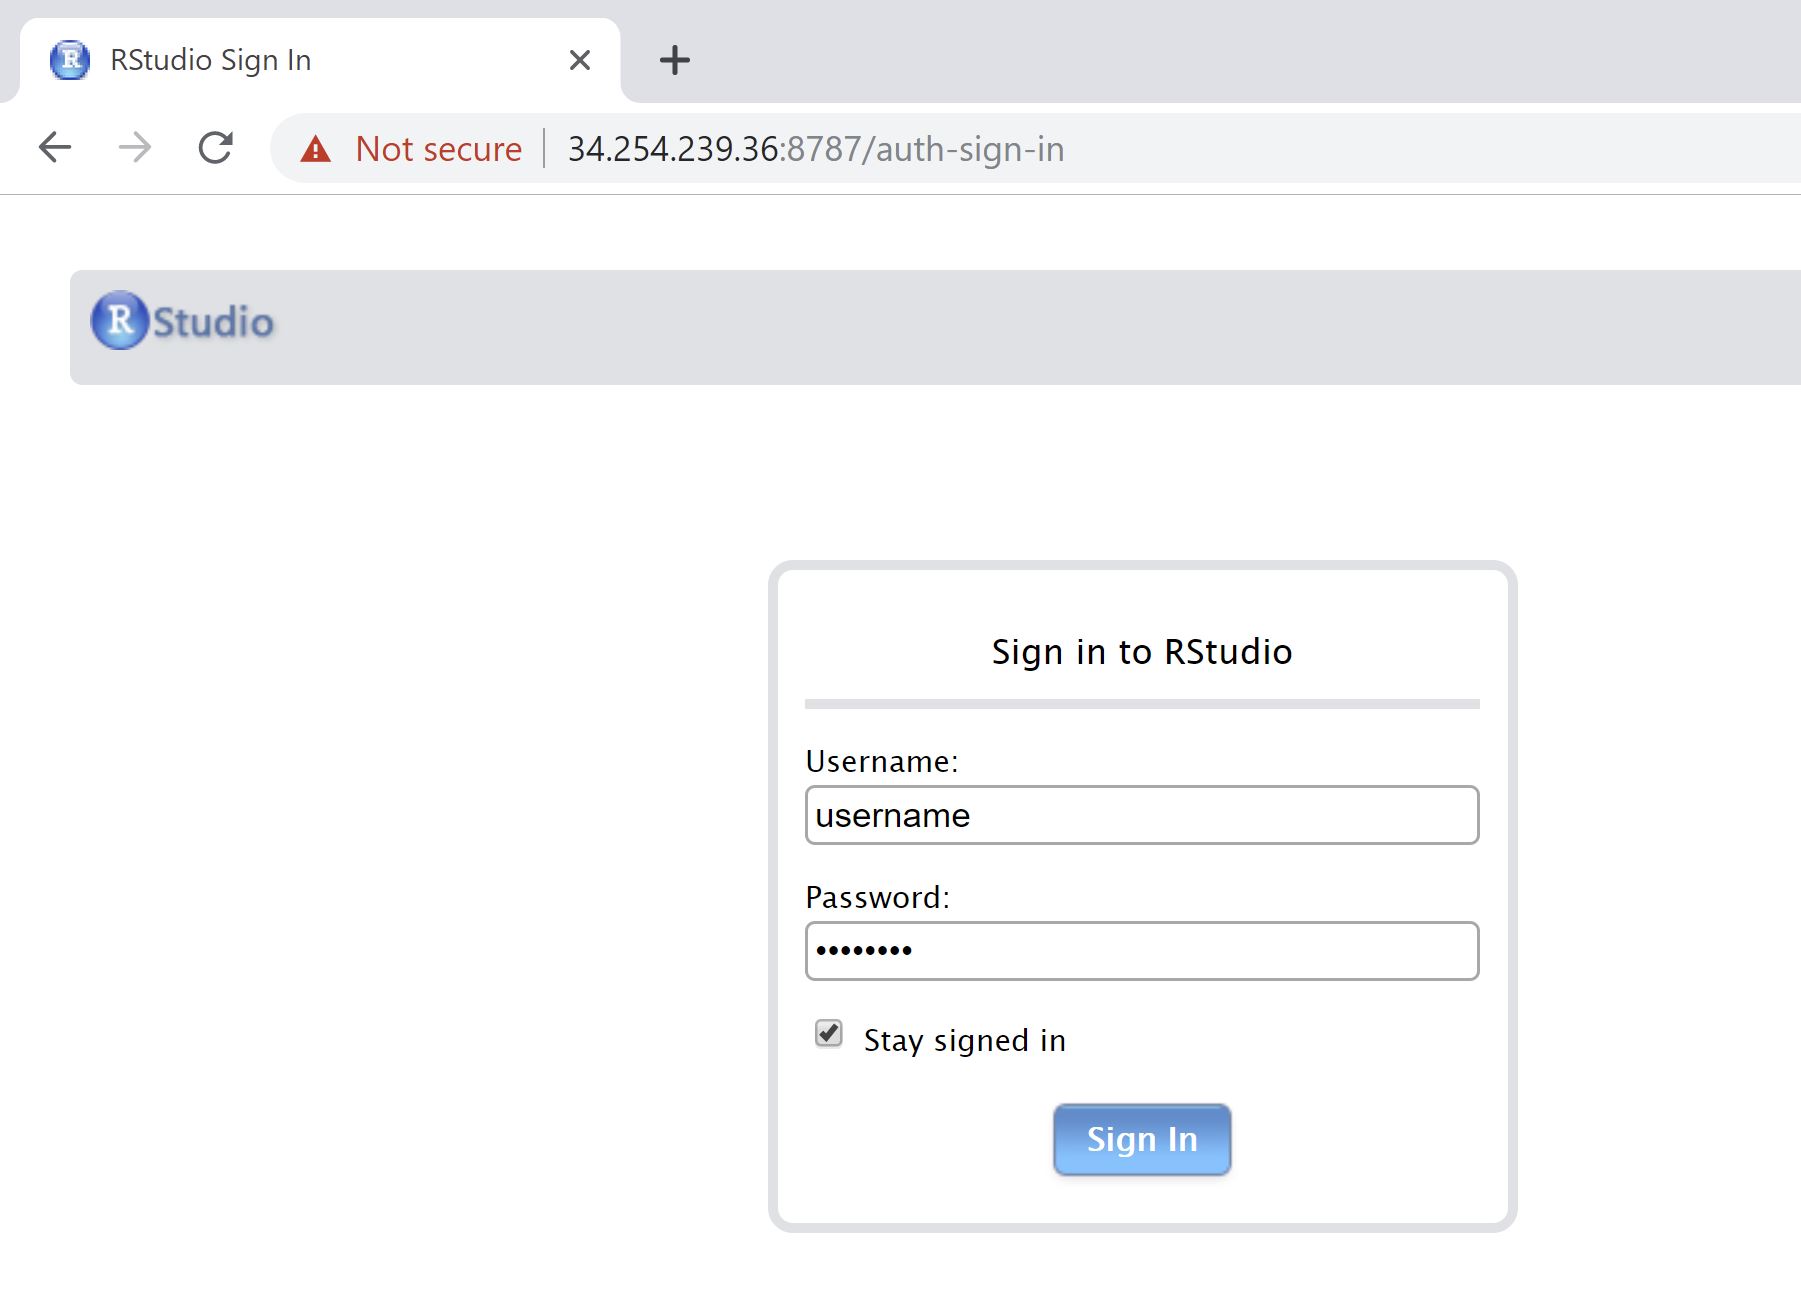 RStudio Sign In
Not secure 34.254.239.36:8787/auth-sign-in
R Studio
Sign in to RStudio
Username:
username
Password:
••••••••
Stay signed in
Sign In